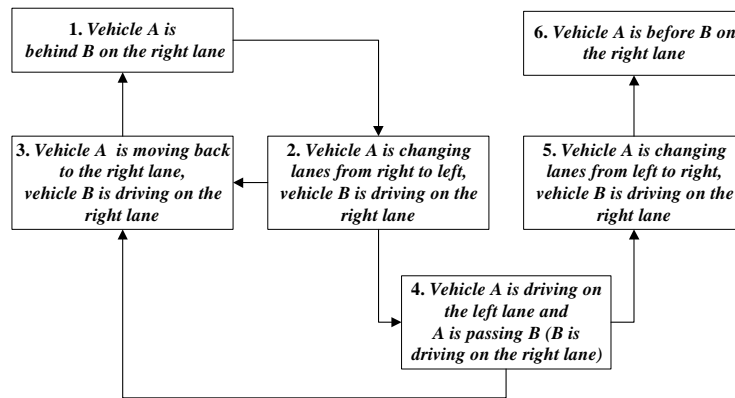 1. Vehicle A is
behind B on the right lane
6. Vehicle A is before B on
the right lane
3. Vehicle A is moving back
to the right lane,
vehicle B is driving on the
right lane
2. Vehicle A is changing
lanes from right to left,
vehicle B is driving on the
right lane
5. Vehicle A is changing
lanes from left to right,
vehicle B is driving on the
right lane
4. Vehicle A is driving on
the left lane and
A is passing B (B is
driving on the right lane)